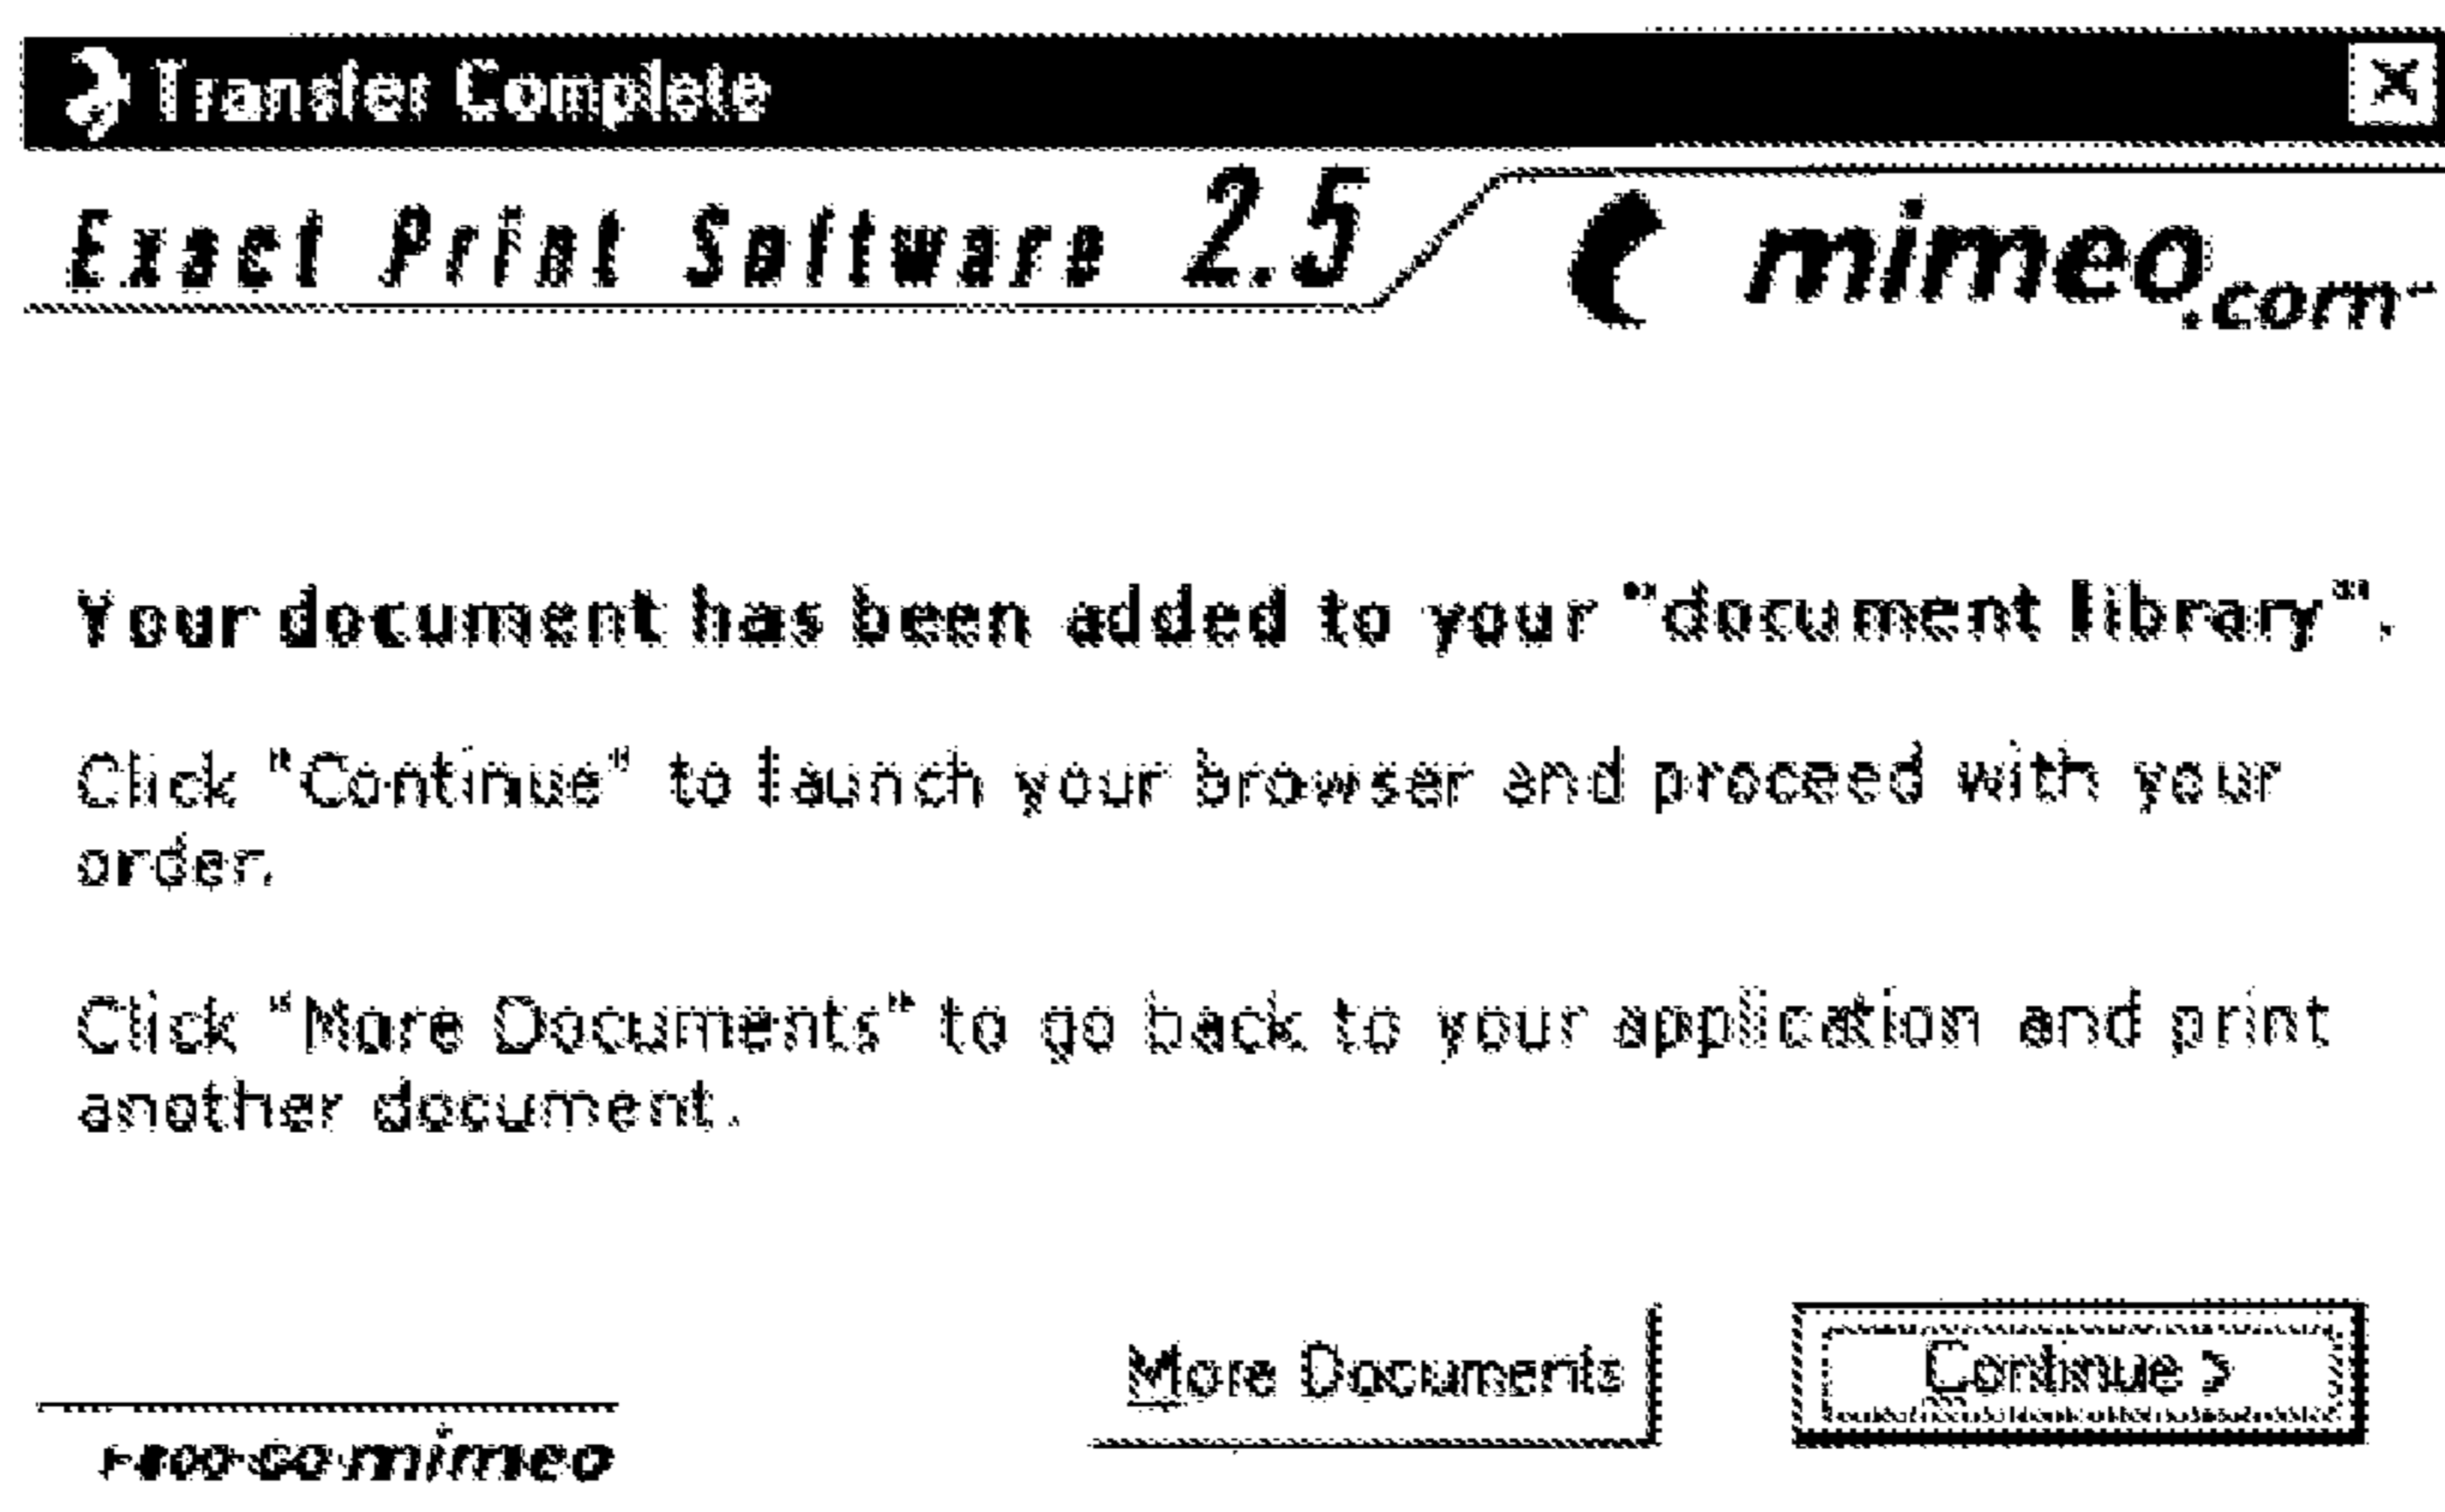 Transfer Complete
Exact Print Software 2.5
mimeo.com
Your document has been added to your "document library".
Click "Continue" to launch your browser and proceed with your
order.
Click "More Documents" to go back to your application and print
another document.
More Documents
Continue >
mimeo